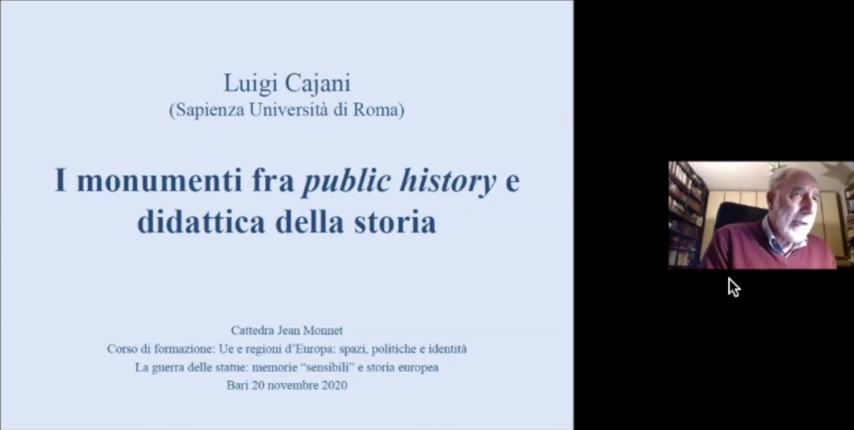 Luigi Cajani
(Sapienza Università di Roma)
I monumenti fra public history e
didattica della storia
Cattedra Jean Monnet
Corso di formazione: Ue e regioni d'Europa: spazi, politiche e identità
La guerra delle statue: memorie “sensibili” e storia europea
Bari 20 novembre 2020